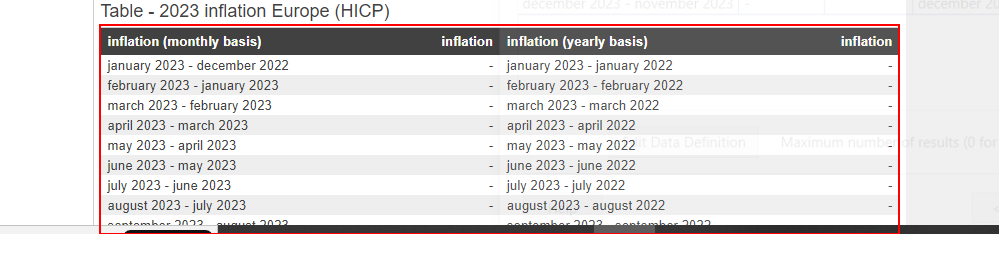 december 2023 - november 2023 | -
december 2023
Table - 2023 inflation Europe (HICP)
inflation (monthly basis) inflation inflation (yearly basis) inflation
january 2023 - december 2022 - january 2023 - january 2022 -
february 2023 - january 2023 - february 2023 - february 2022 -
march 2023 - february 2023 - march 2023 - march 2022 -
april 2023 - march 2023 - april 2023 - april 2022 -
may 2023 - april 2023 - may 2023 - may 2022 -
nt Data Definition Maximum number of results (0 for
june 2023 - may 2023 - june 2023 - june 2022 -
july 2023 - june 2023 - july 2023 - july 2022 -
august 2023 - july 2023 - august 2023 - august 2022 -
september 2023 - august 2023 september 2023 - september 2022